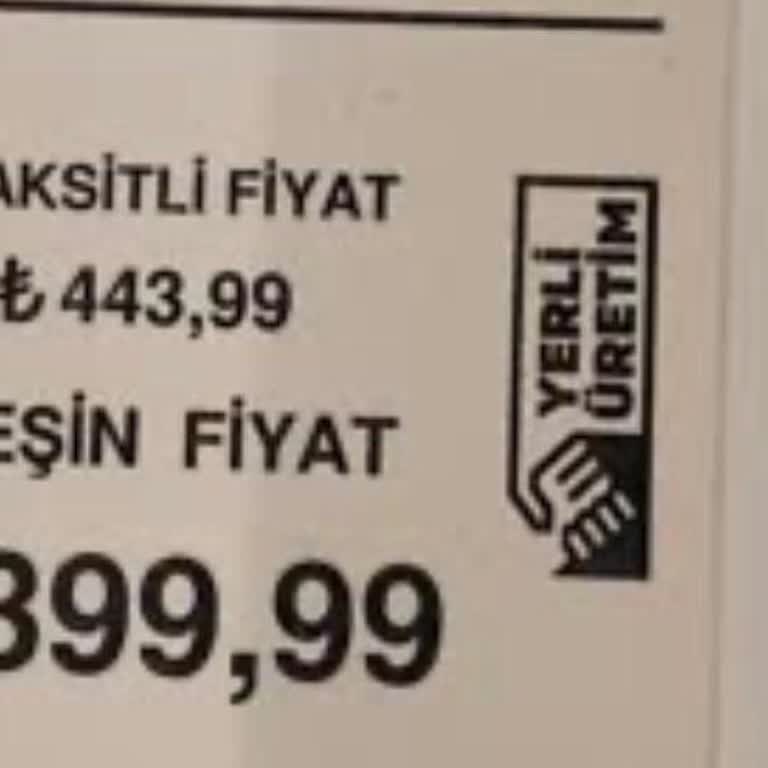 AKSİTLİ FİYAT
₺ 443,99
EŞİN FİYAT
399,99
YERLİ
ÜRETİM